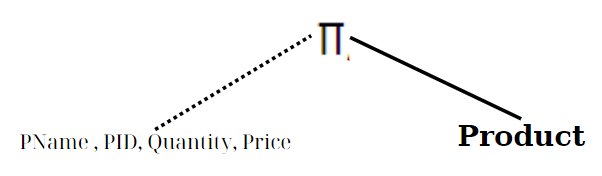 Π
PName , PID, Quantity, Price
Product